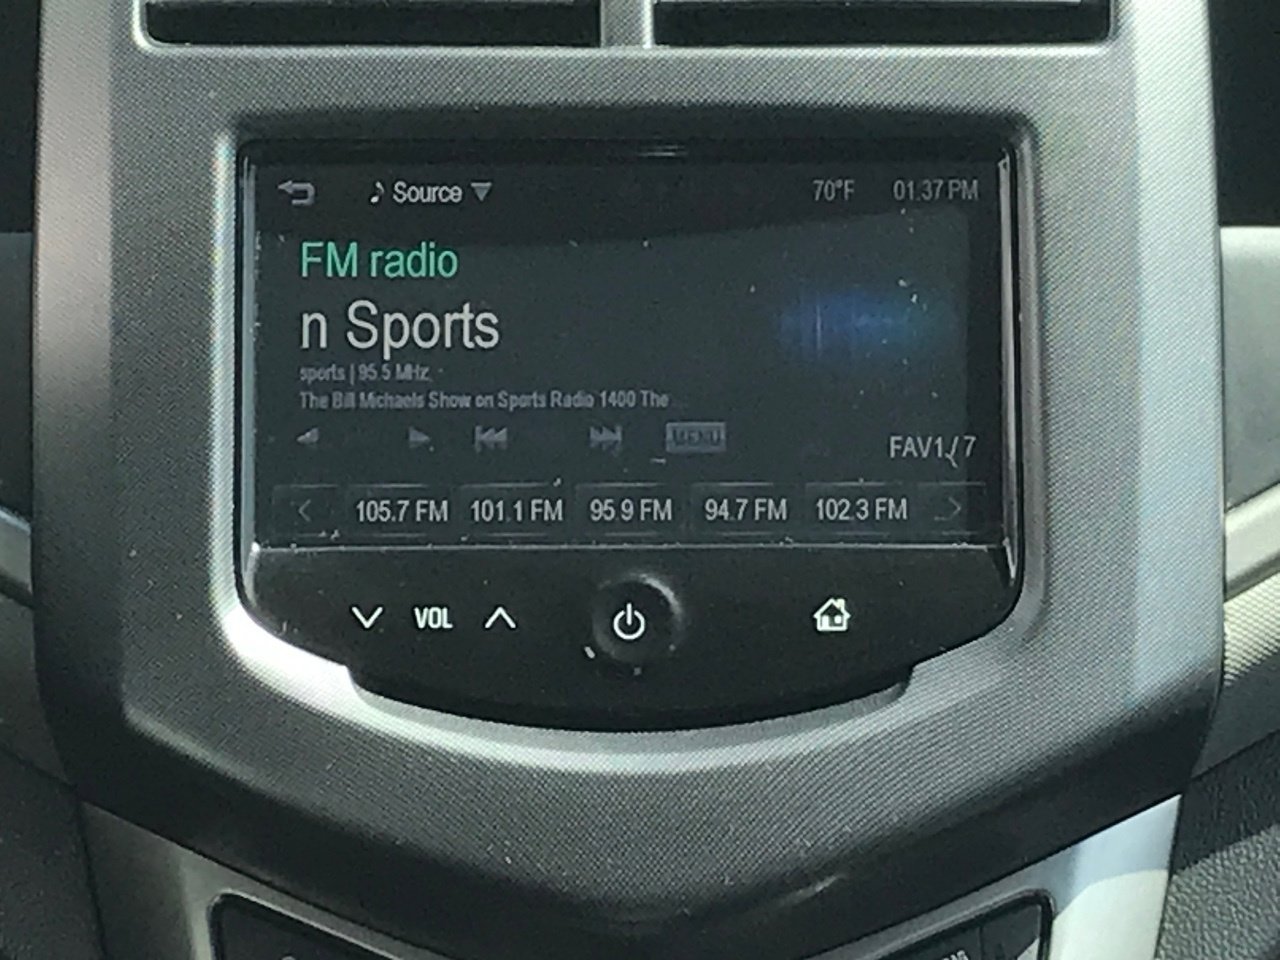 Source 70°F 01:37 PM
FM radio
n Sports
sports | 95.5 MHz
The Bill Michaels Show on Sports Radio 1400 The
MENU
FAV1/7
105.7 FM 101.1 FM 95.9 FM 94.7 FM 102.3 FM
VOL